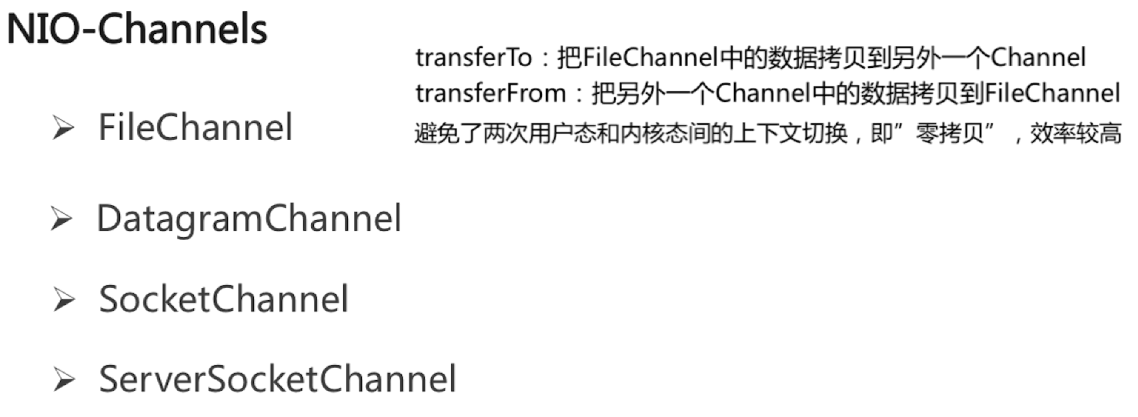 NIO-Channels
transferTo：把FileChannel中的数据拷贝到另外一个Channel
transferFrom：把另外一个Channel中的数据拷贝到FileChannel
避免了两次用户态和内核态间的上下文切换，即”零拷贝”，效率较高
➢ FileChannel
➢ DatagramChannel
➢ SocketChannel
➢ ServerSocketChannel